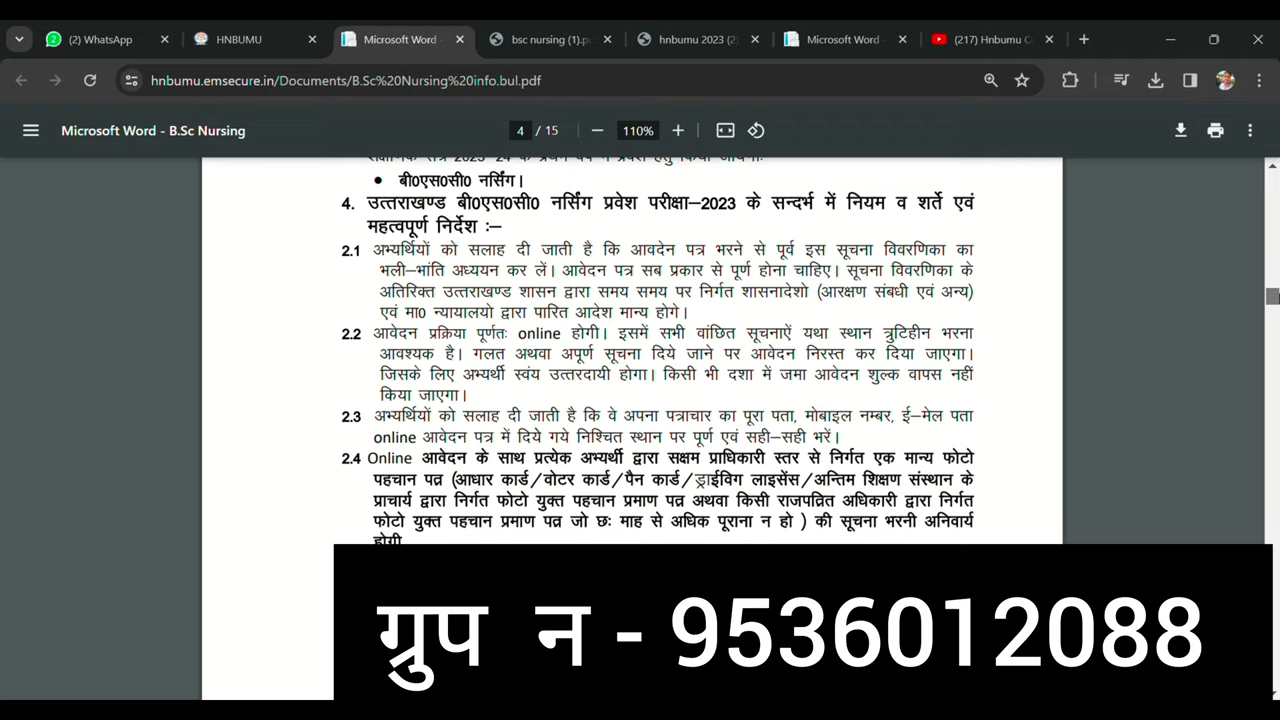 (2) WhatsApp
HNBUMU
Microsoft Word -
bsc nursing (1).p
hnbumu 2023 (2)
Microsoft Word -
(217) Hnbumu C
hnbumu.emsecure.in/Documents/B.Sc%20Nursing%20info.bul.pdf
Microsoft Word - B.Sc Nursing
4 / 15
110%
• बी0एस0सी0 नर्सिंग।
4. उत्तराखण्ड बी0एस0सी0 नर्सिंग प्रवेश परीक्षा–2023 के सन्दर्भ में नियम व शर्ते एवं
महत्वपूर्ण निर्देश :–
2.1 अभ्यर्थियों को सलाह दी जाती है कि आवदेन पत्र भरने से पूर्व इस सूचना विवरणिका का
भली–भांति अध्ययन कर लें। आवेदन पत्र सब प्रकार से पूर्ण होना चाहिए। सूचना विवरणिका के
अतिरिक्त उत्तराखण्ड शासन द्वारा समय समय पर निर्गत शासनादेशो (आरक्षण संबधी एवं अन्य)
एवं मा0 न्यायालयो द्वारा पारित आदेश मान्य होगे।
2.2 आवेदन प्रक्रिया पूर्णतः online होगी। इसमें सभी वांछित सूचनाऐं यथा स्थान त्रुटिहीन भरना
आवश्यक है। गलत अथवा अपूर्ण सूचना दिये जाने पर आवेदन निरस्त कर दिया जाएगा।
जिसके लिए अभ्यर्थी स्वंय उत्तरदायी होगा। किसी भी दशा में जमा आवेदन शुल्क वापस नहीं
किया जाएगा।
2.3 अभ्यर्थियों को सलाह दी जाती है कि वे अपना पत्राचार का पूरा पता, मोबाइल नम्बर, ई–मेल पता
online आवेदन पत्र में दिये गये निश्चित स्थान पर पूर्ण एवं सही–सही भरें।
2.4 Online आवेदन के साथ प्रत्येक अभ्यर्थी द्वारा सक्षम प्राधिकारी स्तर से निर्गत एक मान्य फोटो
पहचान पत्र (आधार कार्ड/वोटर कार्ड/पैन कार्ड/ड्राईविग लाइसेंस/अन्तिम शिक्षण संस्थान के
प्राचार्य द्वारा निर्गत फोटो युक्त पहचान प्रमाण पत्र अथवा किसी राजपत्रित अधिकारी द्वारा निर्गत
फोटो युक्त पहचान प्रमाण पत्र जो छः माह से अधिक पूराना न हो ) की सूचना भरनी अनिवार्य
होगी
ग्रुप न - 9536012088